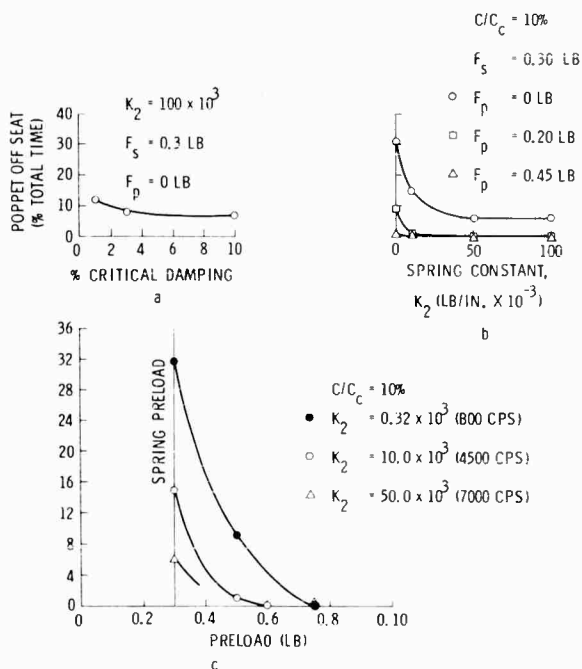 POPPET OFF SEAT
(% TOTAL TIME)
40
30
20
10
0
K2 = 100 x 10^3
Fs = 0.3 LB
Fp = 0 LB
0 2 4 6 8 10
% CRITICAL DAMPING
a
C/Cc = 10%
Fs = 0.30 LB
Fp = 0 LB
Fp = 0.20 LB
Fp = 0.45 LB
0 50 100
SPRING CONSTANT,
K2 (LB/IN. X 10^-3)
b
36
32
28
24
20
16
12
8
4
0
SPRING PRELOAD
C/Cc = 10%
K2 = 0.32 x 10^3 (800 CPS)
K2 = 10.0 x 10^3 (4500 CPS)
K2 = 50.0 x 10^3 (7000 CPS)
0 0.2 0.4 0.6 0.8 0.10
PRELOAD (LB)
c